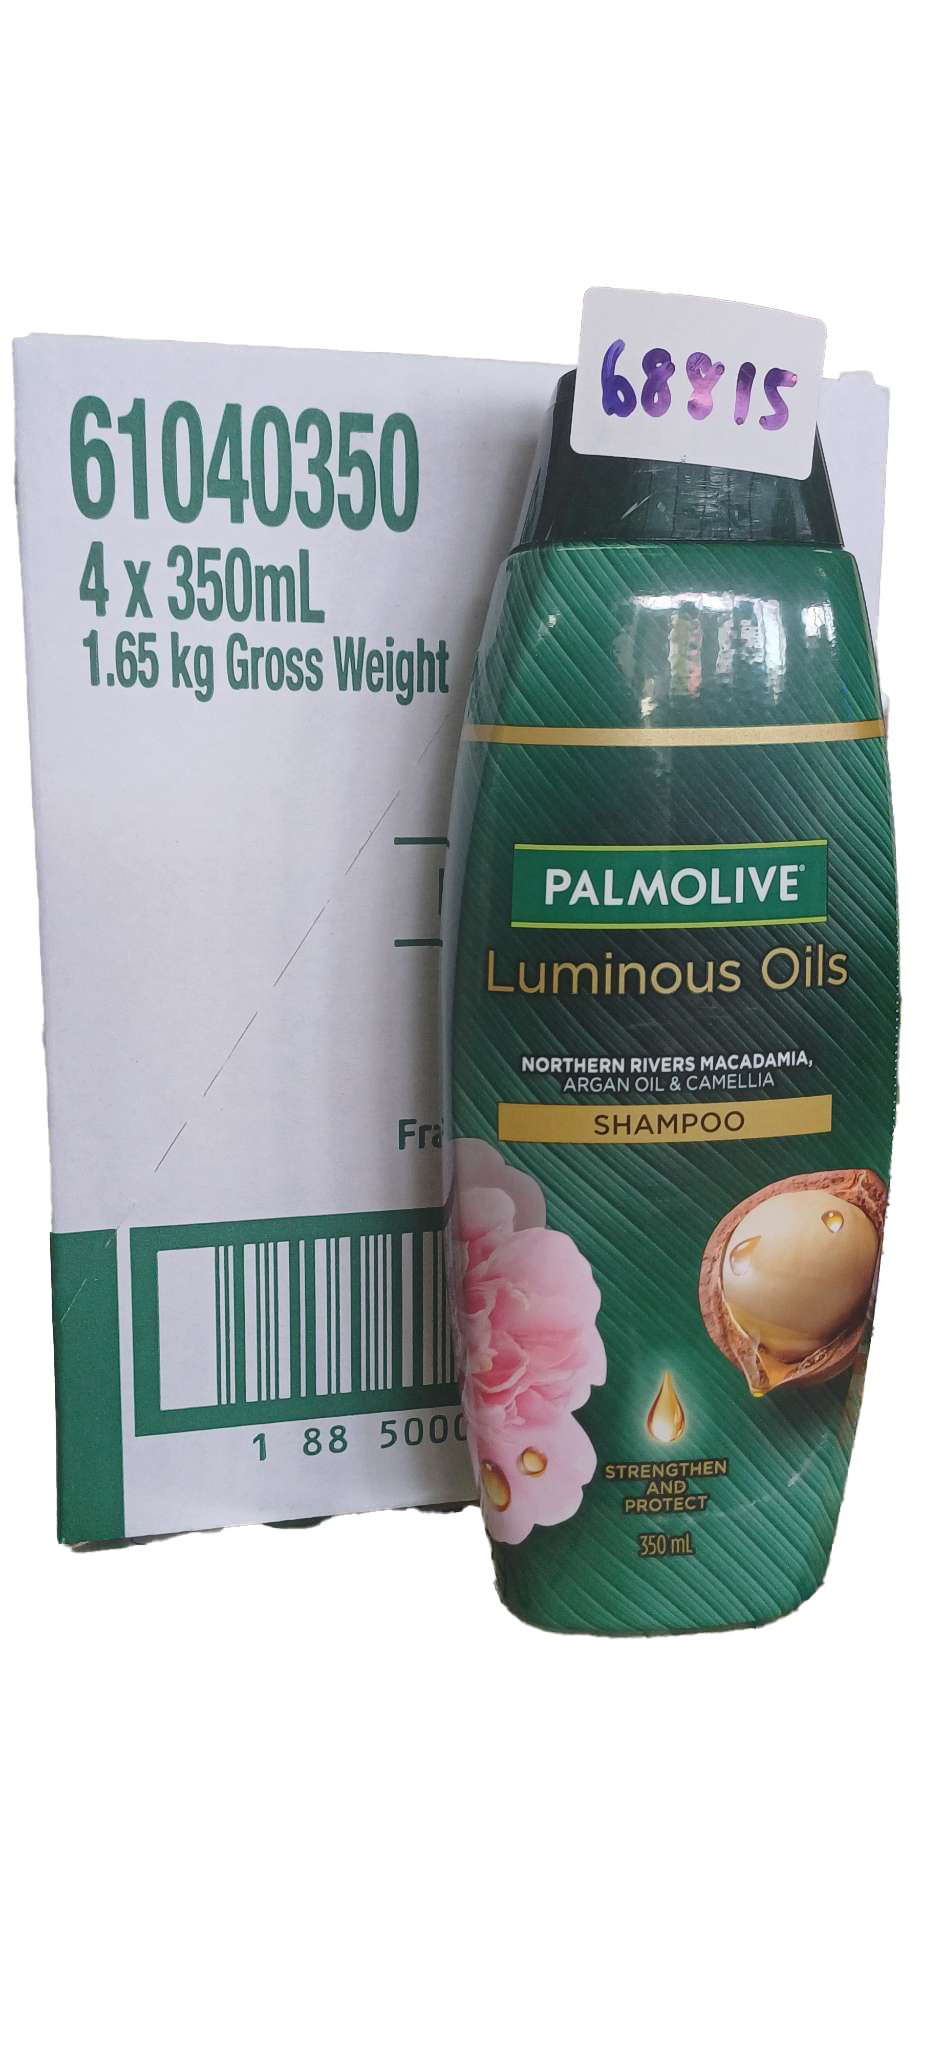 61040350
4 x 350mL
1.65 kg Gross Weight
1 88 5000
68815
PALMOLIVE®
Luminous Oils
NORTHERN RIVERS MACADAMIA,
ARGAN OIL & CAMELLIA
SHAMPOO
STRENGTHEN
AND
PROTECT
350 mL